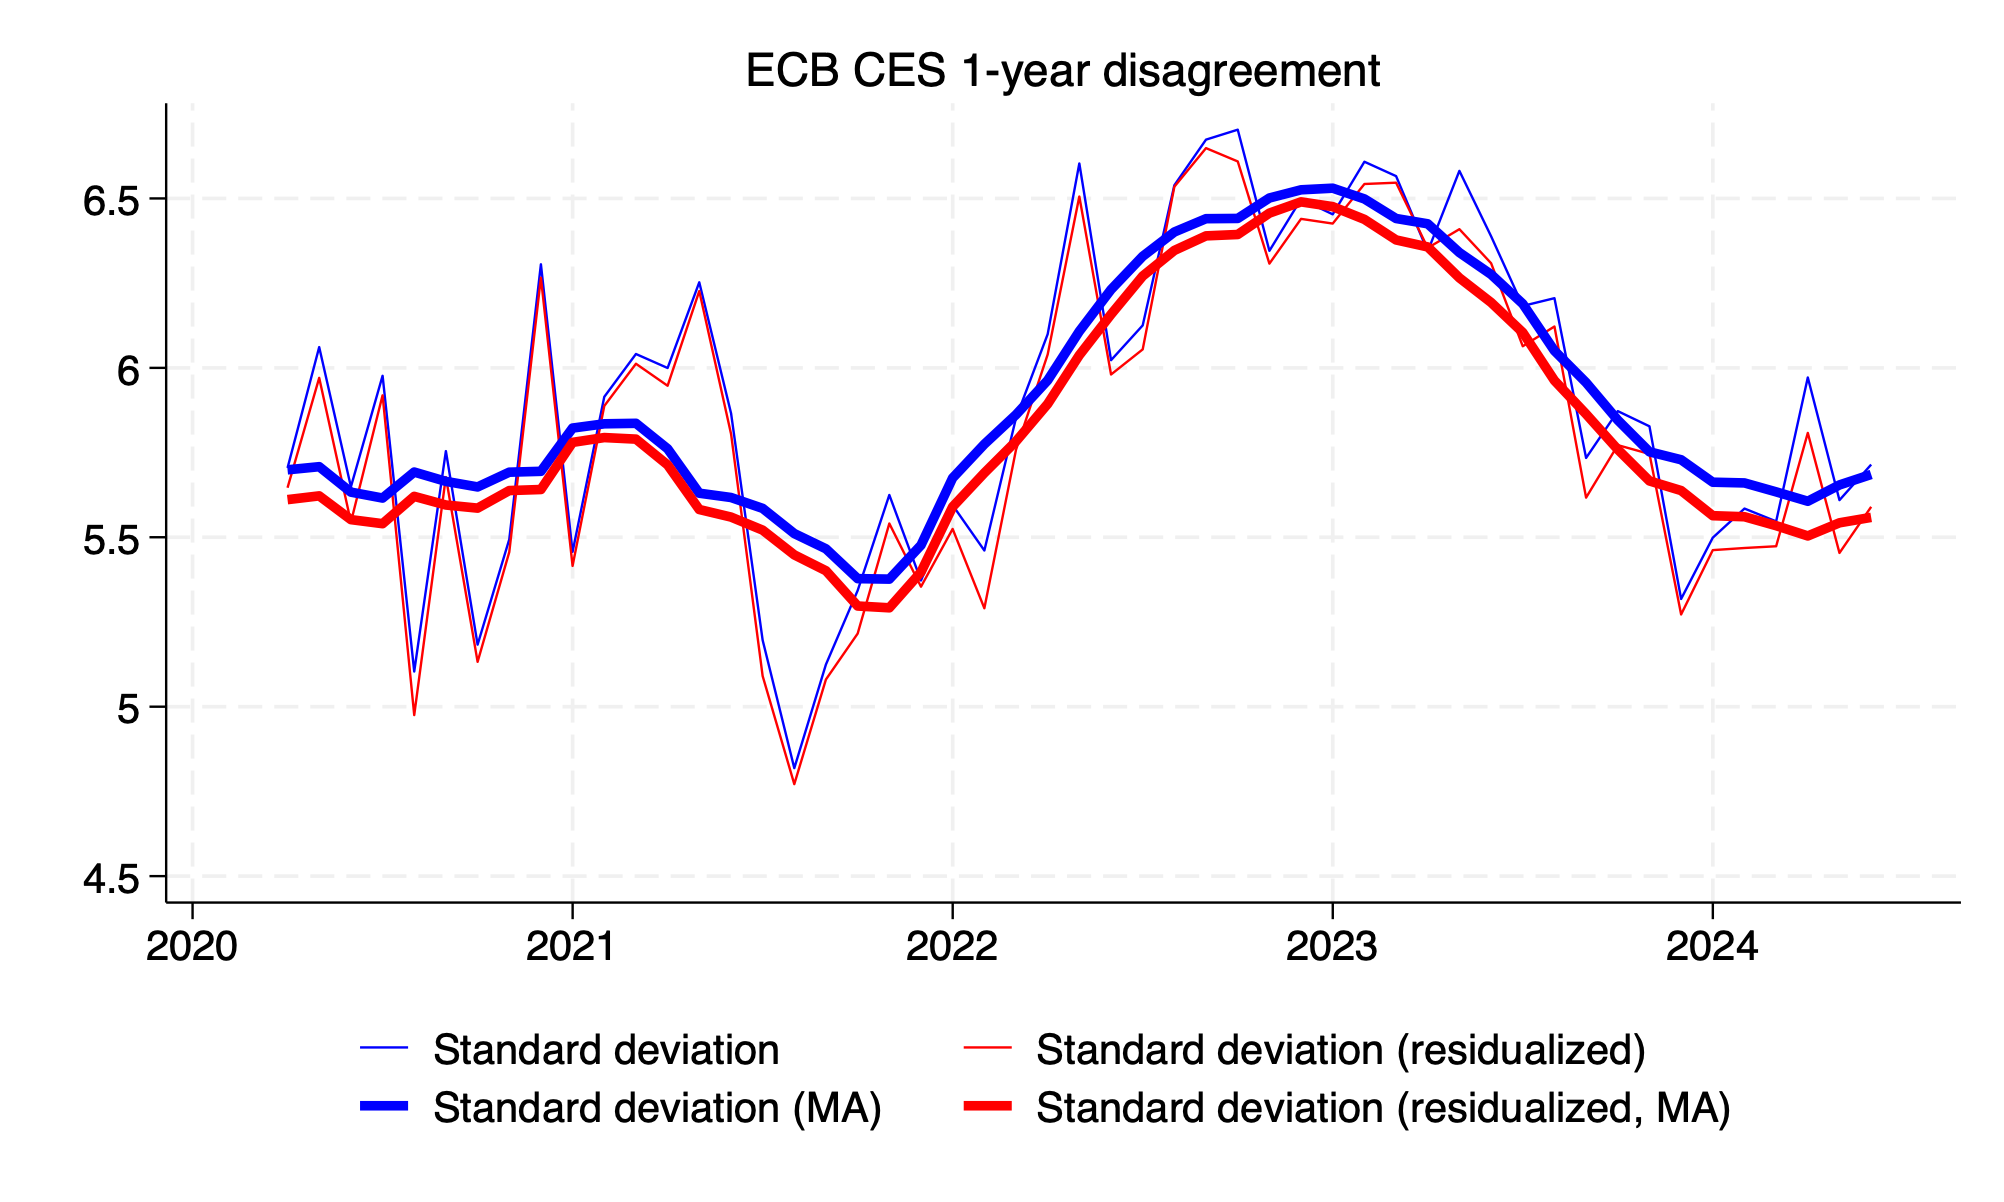 ECB CES 1-year disagreement
6.5
6
5.5
5
4.5
2020 2021 2022 2023 2024
Standard deviation Standard deviation (residualized)
Standard deviation (MA) Standard deviation (residualized, MA)